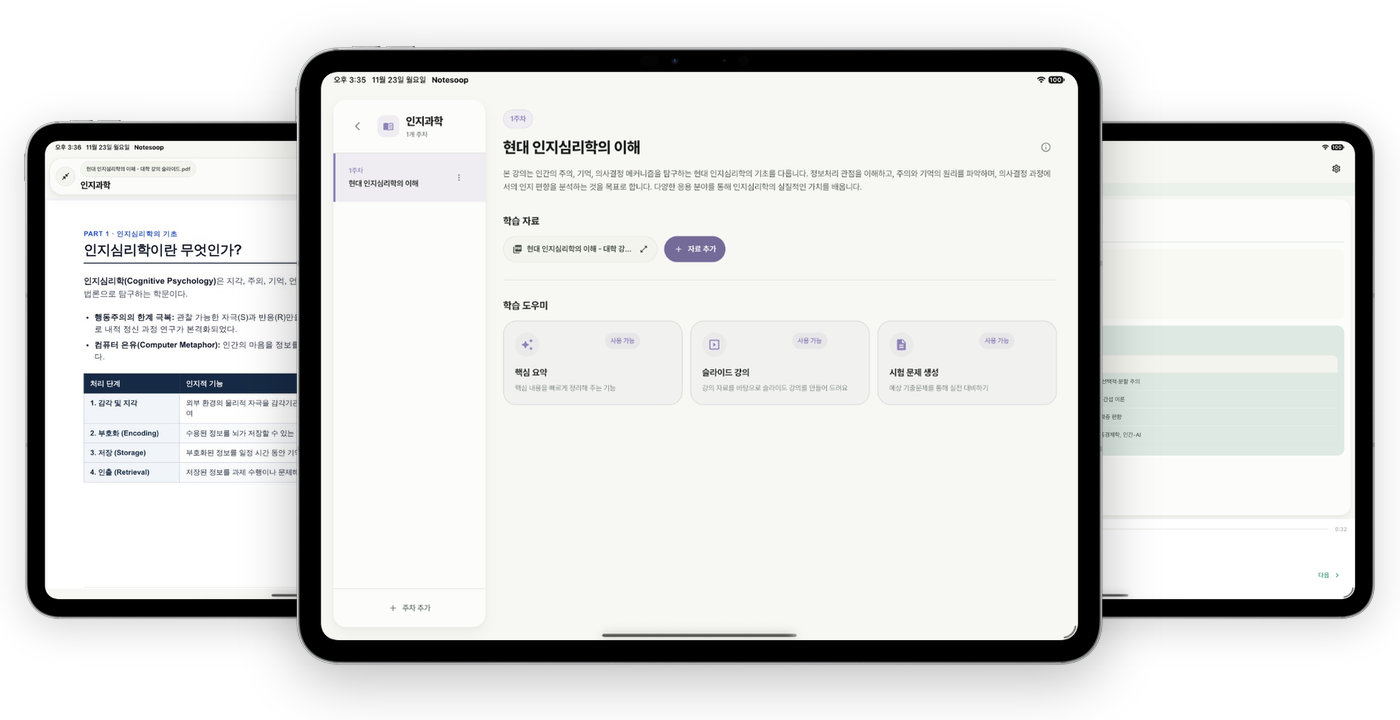 오후 3:36 11월 23일 월요일 Notesoop
현대 인지심리학의 이해 - 대학 강의 슬라이드.pdf
인지과학
PART 1 · 인지심리학의 기초
인지심리학이란 무엇인가?
인지심리학(Cognitive Psychology)은 지각, 주의, 기억, 언
법론으로 탐구하는 학문이다.
• 행동주의의 한계 극복: 관찰 가능한 자극(S)과 반응(R)만
로 내적 정신 과정 연구가 본격화되었다.
• 컴퓨터 은유(Computer Metaphor): 인간의 마음을 정보를
다.
처리 단계 인지적 기능
1. 감각 및 지각 외부 환경의 물리적 자극을 감각기관
여
2. 부호화 (Encoding) 수용된 정보를 뇌가 저장할 수 있는
3. 저장 (Storage) 부호화된 정보를 일정 시간 동안
4. 인출 (Retrieval) 저장된 정보를 과제 수행이나
오후 3:35 11월 23일 월요일 Notesoop
100
인지과학
1개 주차
1주차
현대 인지심리학의 이해
+ 주차 추가
1주차
현대 인지심리학의 이해
본 강의는 인간의 주의, 기억, 의사결정 메커니즘을 탐구하는 현대 인지심리학의 기초를 다룹니다. 정보처리 관점을 이해하고, 주의와 기억의 원리를 파악하며, 의사결정 과정에
서의 인지 편향을 분석하는 것을 목표로 합니다. 다양한 응용 분야를 통해 인지심리학의 실질적인 가치를 배웁니다.
학습 자료
현대 인지심리학의 이해 - 대학 강...
+ 자료 추가
학습 도우미
사용 가능
핵심 요약
핵심 내용을 빠르게 정리해 주는 기능
사용 가능
슬라이드 강의
강의 자료를 바탕으로 슬라이드 강의를 만들어 드려요
사용 가능
시험 문제 생성
예상 기출문제를 통해 실전 대비하기
100
선택적·분할 주의
간섭 이론
편향
인간-AI
0:32
다음